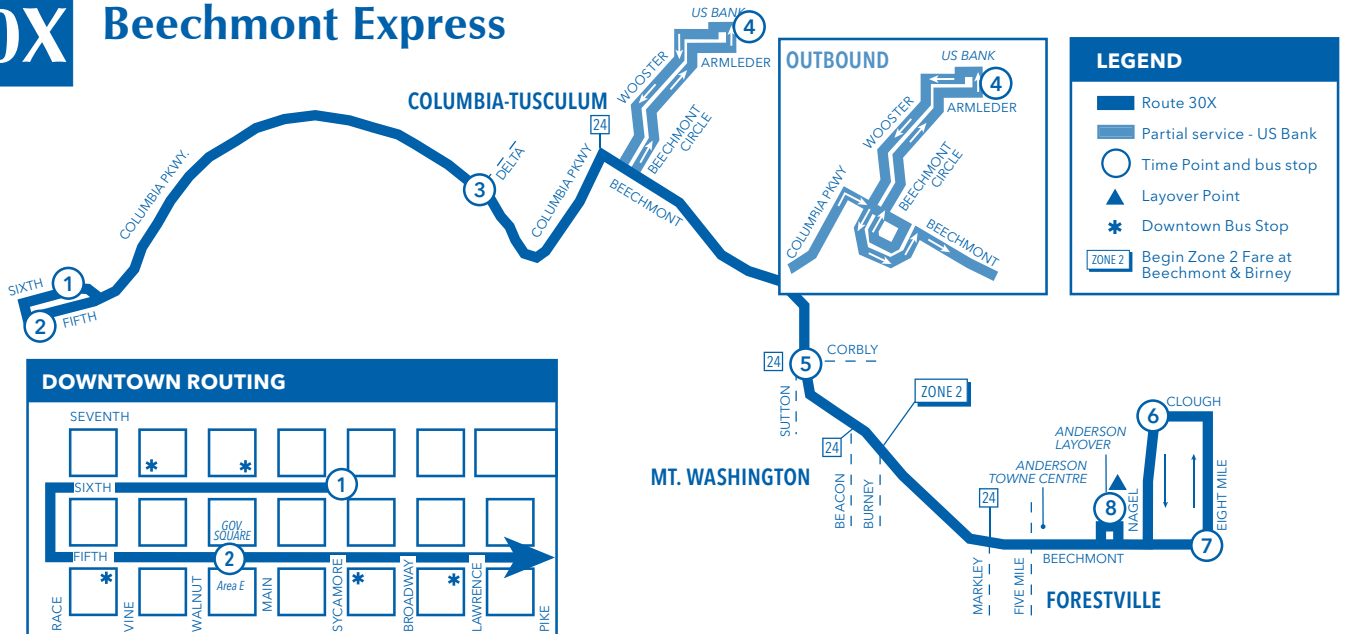 0X
Beechmont Express
US BANK
4
ARMLEDER
WOOSTER
BEECHMONT
CIRCLE
COLUMBIA-TUSCULUM
24
COLUMBIA PKWY.
DELTA
3
COLUMBIA PKWY
BEECHMONT
SIXTH
1
2
FIFTH
OUTBOUND
US BANK
4
ARMLEDER
WOOSTER
BEECHMONT
CIRCLE
COLUMBIA PKWY
BEECHMONT
LEGEND
Route 30X
Partial service - US Bank
Time Point and bus stop
Layover Point
Downtown Bus Stop
ZONE 2
Begin Zone 2 Fare at
Beechmont & Birney
24
5
CORBLY
SUTTON
ZONE 2
24
MT. WASHINGTON
BEACON
BURNEY
6
CLOUGH
ANDERSON
LAYOVER
ANDERSON
TOWNE CENTRE
24
8
NAGEL
EIGHT MILE
7
BEECHMONT
MARKLEY
FIVE MILE
FORESTVILLE
DOWNTOWN ROUTING
SEVENTH
SIXTH
1
GOV.
SQUARE
FIFTH
2
Area E
RACE
VINE
WALNUT
MAIN
SYCAMORE
BROADWAY
LAWRENCE
PIKE